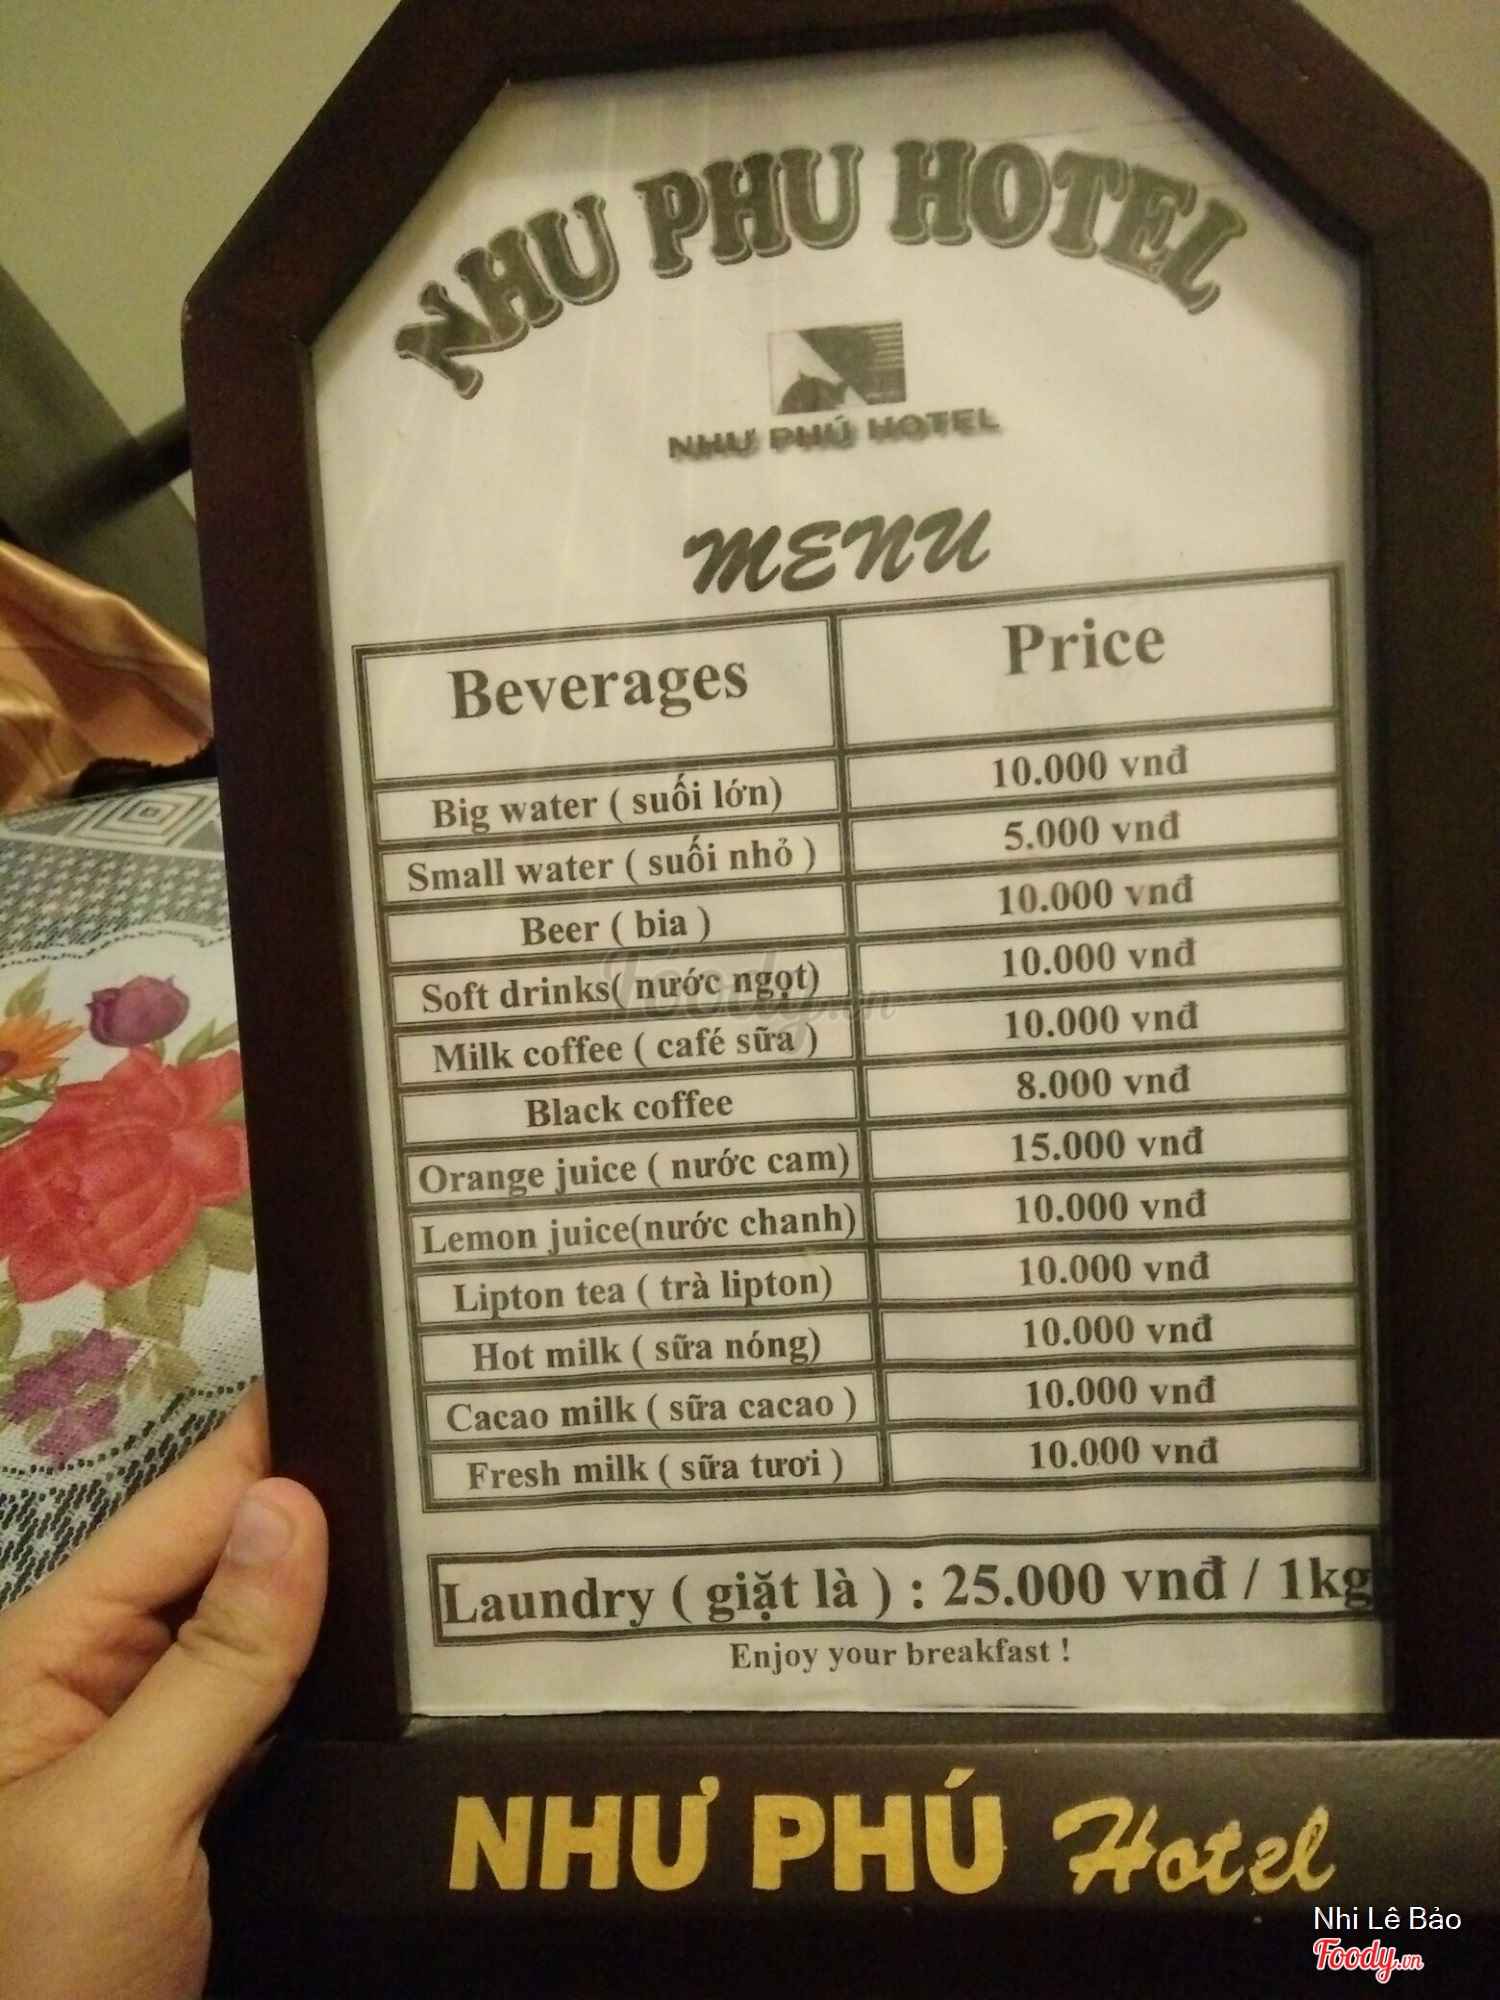 NHU PHU HOTEL
NHƯ PHÚ HOTEL
MENU
Beverages Price
Big water ( suối lớn) 10.000 vnđ
Small water ( suối nhỏ ) 5.000 vnđ
Beer ( bia ) 10.000 vnđ
Soft drinks( nước ngọt) 10.000 vnđ
Milk coffee ( café sữa ) 10.000 vnđ
Black coffee 8.000 vnđ
Orange juice ( nước cam) 15.000 vnđ
Lemon juice(nước chanh) 10.000 vnđ
Lipton tea ( trà lipton) 10.000 vnđ
Hot milk ( sữa nóng) 10.000 vnđ
Cacao milk ( sữa cacao ) 10.000 vnđ
Fresh milk ( sữa tươi ) 10.000 vnđ
Laundry ( giặt là ) : 25.000 vnđ / 1kg
Enjoy your breakfast !
NHƯ PHÚ Hotel
Foody.vn
Nhi Lê Bảo
Foody.vn